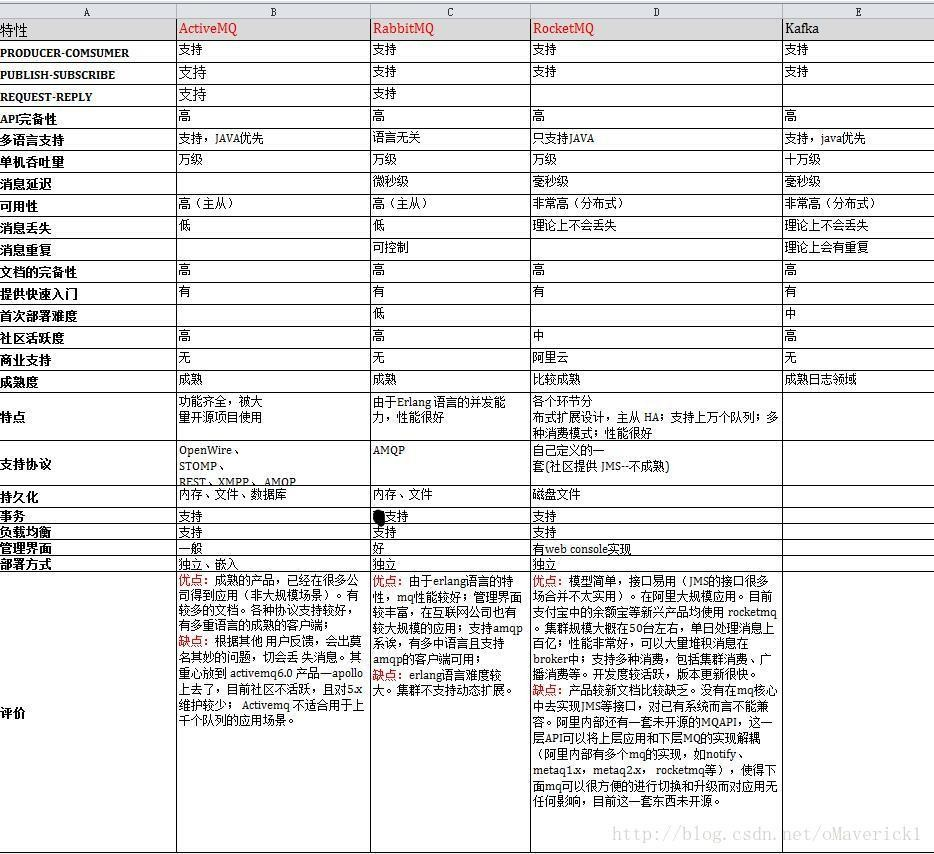 A B C D E
特性 ActiveMQ RabbitMQ RocketMQ Kafka
PRODUCER-COMSUMER 支持 支持 支持 支持
PUBLISH-SUBSCRIBE 支持 支持 支持 支持
REQUEST-REPLY 支持 支持
API完备性 高 高 高 高
多语言支持 支持，JAVA优先 语言无关 只支持JAVA 支持，java优先
单机吞吐量 万级 万级 万级 十万级
消息延迟 微秒级 毫秒级 毫秒级
可用性 高（主从） 高（主从） 非常高（分布式） 非常高（分布式）
消息丢失 低 低 理论上不会丢失 理论上不会丢失
消息重复 可控制 理论上会有重复
文档的完备性 高 高 高 高
提供快速入门 有 有 有 有
首次部署难度 低 中
社区活跃度 高 高 中 高
商业支持 无 无 阿里云 无
成熟度 成熟 成熟 比较成熟 成熟日志领域
特点
功能齐全，被大
量开源项目使用
由于Erlang 语言的并发能
力，性能很好
各个环节分
布式扩展设计，主从 HA；支持上万个队列；多
种消费模式；性能很好
支持协议
OpenWire、
STOMP、
REST、XMPP、 AMQP
AMQP
自己定义的一
套(社区提供 JMS--不成熟)
持久化 内存、文件、数据库 内存、文件 磁盘文件
事务 支持 支持 支持
负载均衡 支持 支持 支持
管理界面 一般 好 有web console实现
部署方式 独立、嵌入 独立 独立
评价
优点：成熟的产品，已经在很多公
司得到应用（非大规模场景）。有
较多的文档。各种协议支持较好，
有多重语言的成熟的客户端；
缺点：根据其他 用户反馈，会出莫
名其妙的问题，切会丢 失消息。其
重心放到 activemq6.0 产品—apollo
上去了，目前社区不活跃，且对5.x
维护较少； Activemq 不适合用于上
千个队列的应用场景。
优点：由于erlang语言的特
性，mq性能较好；管理界面
较丰富，在互联网公司也有
较大规模的应用；支持amqp
系诶，有多中语言且支持
amqp的客户端可用；
缺点：erlang语言难度较
大。集群不支持动态扩展。
优点：模型简单，接口易用（JMS的接口很多
场合并不太实用）。在阿里大规模应用。目前
支付宝中的余额宝等新兴产品均使用 rocketmq
。集群规模大概在50台左右，单日处理消息上
百亿；性能非常好，可以大量堆积消息在
broker中；支持多种消费，包括集群消费、广
播消费等。开发度较活跃，版本更新很快。
缺点：产品较新文档比较缺乏。没有在mq核心
中去实现JMS等接口，对已有系统而言不能兼
容。阿里内部还有一套未开源的MQAPI，这一
层API可以将上层应用和下层MQ的实现解耦
（阿里内部有多个mq的实现，如notify、
metaq1.x，metaq2.x， rocketmq等），使得下
面mq可以很方便的进行切换和升级而对应用无
任何影响，目前这一套东西未开源。
http://blog.csdn.net/oMaverick1